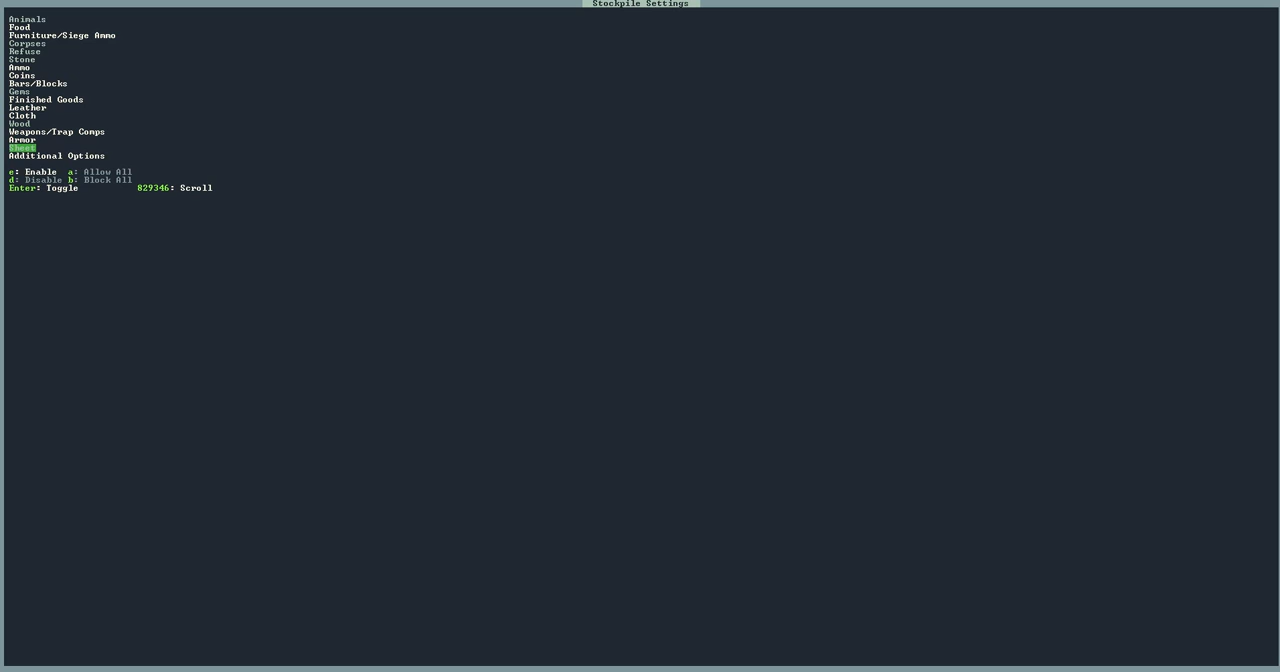 Stockpile Settings
Animals
Food
Furniture/Siege Ammo
Corpses
Refuse
Stone
Ammo
Coins
Bars/Blocks
Gems
Finished Goods
Leather
Cloth
Wood
Weapons/Trap Comps
Armor
Sheet
Additional Options
e: Enable a: Allow All
d: Disable b: Block All
Enter: Toggle 829346: Scroll